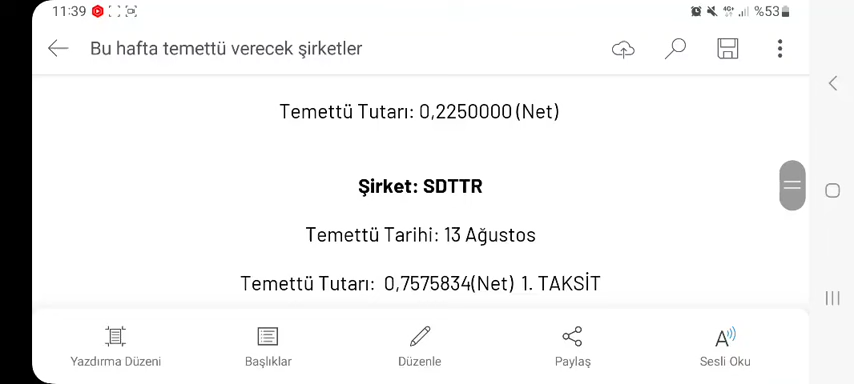 11:39
4G+ %53
Bu hafta temettü verecek şirketler
Temettü Tutarı: 0,2250000 (Net)
Şirket: SDTTR
Temettü Tarihi: 13 Ağustos
Temettü Tutarı: 0,7575834(Net) 1. TAKSİT
Yazdırma Düzeni
Başlıklar
Düzenle
Paylaş
Sesli Oku